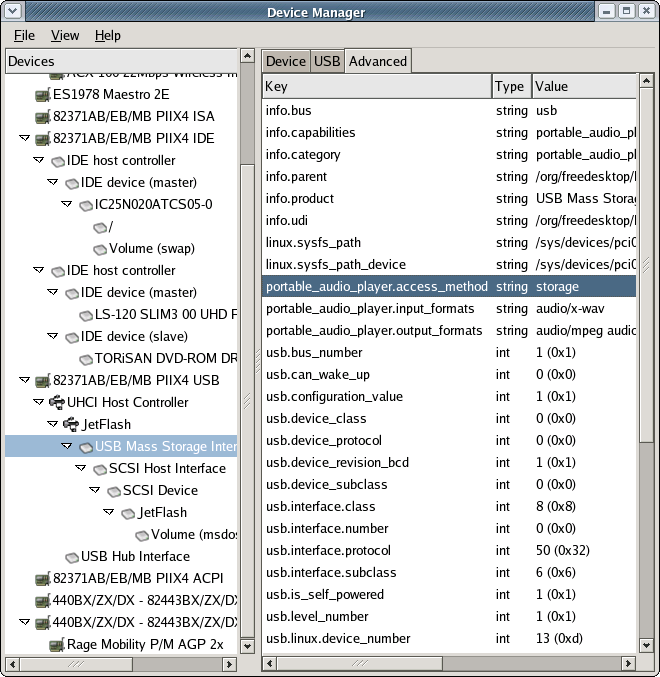 Device Manager
File View Help
Devices
ES1978 Maestro 2E
82371AB/EB/MB PIIX4 ISA
82371AB/EB/MB PIIX4 IDE
IDE host controller
IDE device (master)
IC25N020ATCS05-0
/
Volume (swap)
IDE host controller
IDE device (master)
LS-120 SLIM3 00 UHD F
IDE device (slave)
TORiSAN DVD-ROM DR
82371AB/EB/MB PIIX4 USB
UHCI Host Controller
JetFlash
USB Mass Storage Inter
SCSI Host Interface
SCSI Device
JetFlash
Volume (msdos
USB Hub Interface
82371AB/EB/MB PIIX4 ACPI
440BX/ZX/DX - 82443BX/ZX/DX
440BX/ZX/DX - 82443BX/ZX/DX
Rage Mobility P/M AGP 2x
Device USB Advanced
Key Type Value
info.bus string usb
info.capabilities string portable_audio_pl
info.category string portable_audio_pl
info.parent string /org/freedesktop/
info.product string USB Mass Storag
info.udi string /org/freedesktop/
linux.sysfs_path string /sys/devices/pci0
linux.sysfs_path_device string /sys/devices/pci0
portable_audio_player.access_method string storage
portable_audio_player.input_formats string audio/x-wav
portable_audio_player.output_formats string audio/mpeg audio
usb.bus_number int 1 (0x1)
usb.can_wake_up int 0 (0x0)
usb.configuration_value int 1 (0x1)
usb.device_class int 0 (0x0)
usb.device_protocol int 0 (0x0)
usb.device_revision_bcd int 1 (0x1)
usb.device_subclass int 0 (0x0)
usb.interface.class int 8 (0x8)
usb.interface.number int 0 (0x0)
usb.interface.protocol int 50 (0x32)
usb.interface.subclass int 6 (0x6)
usb.is_self_powered int 1 (0x1)
usb.level_number int 1 (0x1)
usb.linux.device_number int 13 (0xd)